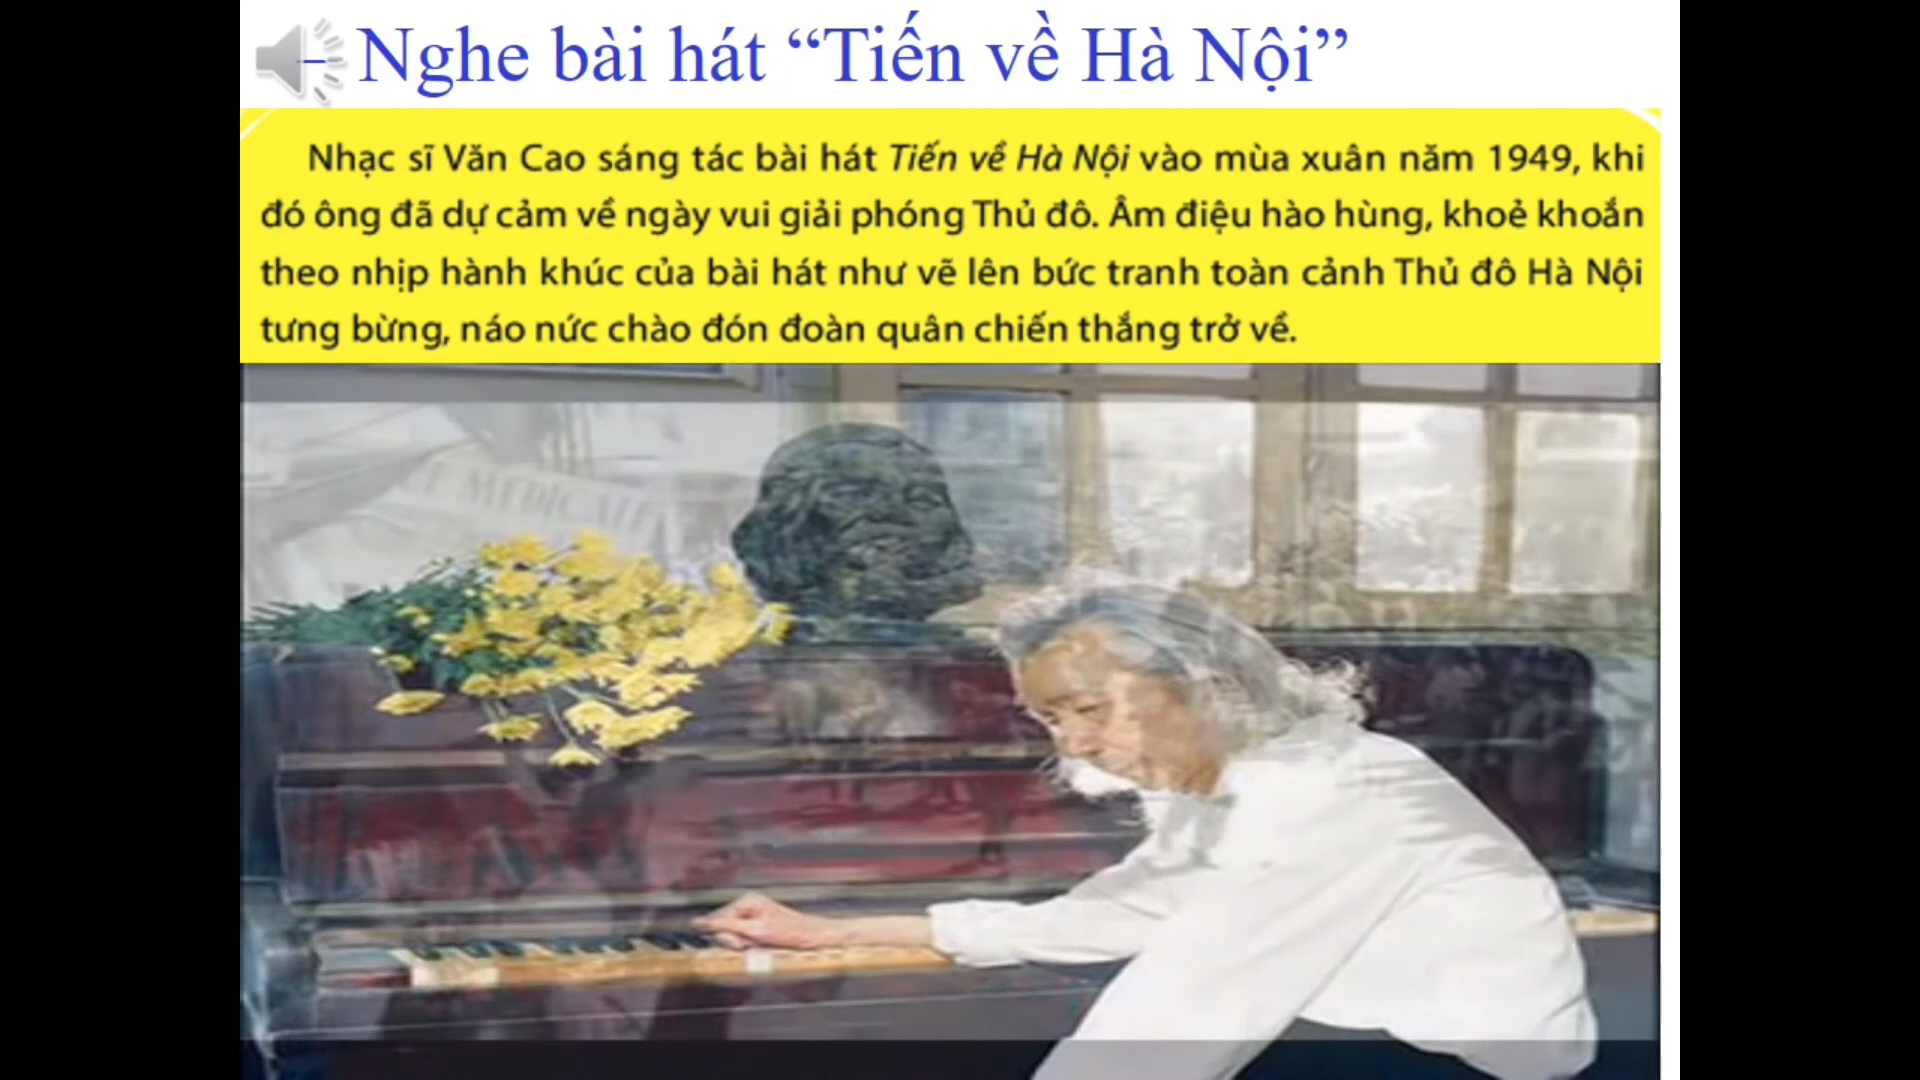 Nghe bài hát “Tiến về Hà Nội”
Nhạc sĩ Văn Cao sáng tác bài hát Tiến về Hà Nội vào mùa xuân năm 1949, khi
đó ông đã dự cảm về ngày vui giải phóng Thủ đô. Âm điệu hào hùng, khoẻ khoắn
theo nhịp hành khúc của bài hát như vẽ lên bức tranh toàn cảnh Thủ đô Hà Nội
tưng bừng, náo nức chào đón đoàn quân chiến thắng trở về.